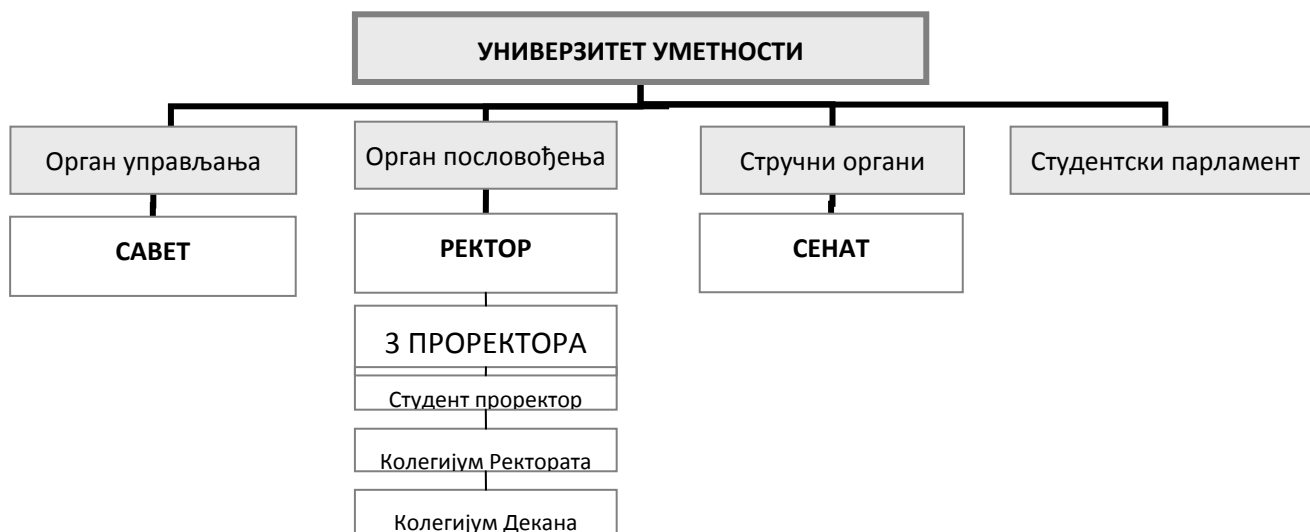 УНИВЕРЗИТЕТ УМЕТНОСТИ
Орган управљања
Орган пословођења
Стручни органи
Студентски парламент
САВЕТ
РЕКТОР
СЕНАТ
3 ПРОРЕКТОРА
Студент проректор
Колегијум Ректората
Колегијум Декана